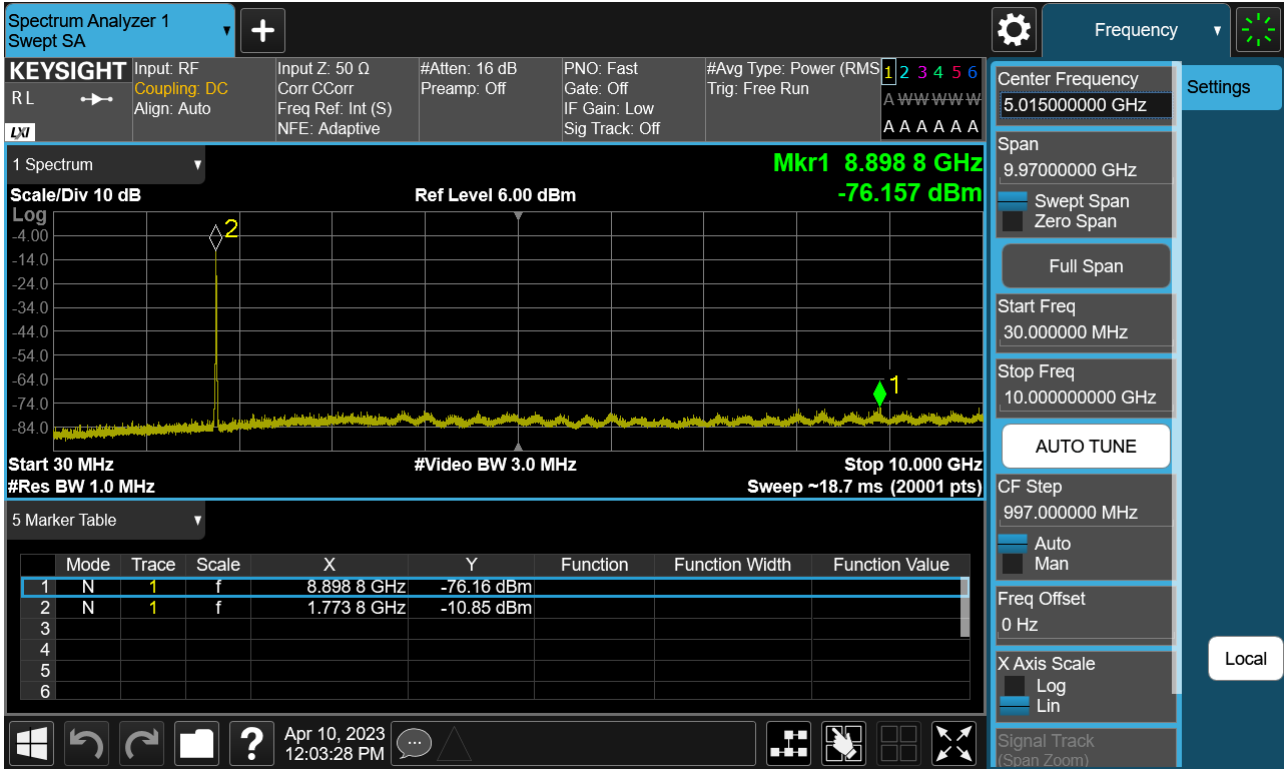 Spectrum Analyzer 1
Swept SA
Frequency
KEYSIGHT
R L
LXI
Input: RF
Coupling: DC
Align: Auto
Input Z: 50 Ω
Corr CCorr
Freq Ref: Int (S)
NFE: Adaptive
#Atten: 16 dB
Preamp: Off
PNO: Fast
Gate: Off
IF Gain: Low
Sig Track: Off
#Avg Type: Power (RMS
Trig: Free Run
1 2 3 4 5 6
A W W W W W
A A A A A A
1 Spectrum
Mkr1 8.898 8 GHz
Scale/Div 10 dB
Ref Level 6.00 dBm
-76.157 dBm
Log
-4.00
-14.0
-24.0
-34.0
-44.0
-54.0
-64.0
-74.0
-84.0
2
1
Start 30 MHz
#Video BW 3.0 MHz
Stop 10.000 GHz
#Res BW 1.0 MHz
Sweep ~18.7 ms (20001 pts)
5 Marker Table
Mode Trace Scale X Y Function Function Width Function Value
1 N 1 f 8.898 8 GHz -76.16 dBm
2 N 1 f 1.773 8 GHz -10.85 dBm
3
4
5
6
Apr 10, 2023
12:03:28 PM
?
Center Frequency
5.015000000 GHz
Span
9.97000000 GHz
Swept Span
Zero Span
Full Span
Start Freq
30.000000 MHz
Stop Freq
10.000000000 GHz
AUTO TUNE
CF Step
997.000000 MHz
Auto
Man
Freq Offset
0 Hz
X Axis Scale
Log
Lin
Signal Track
(Span Zoom)
Settings
Local